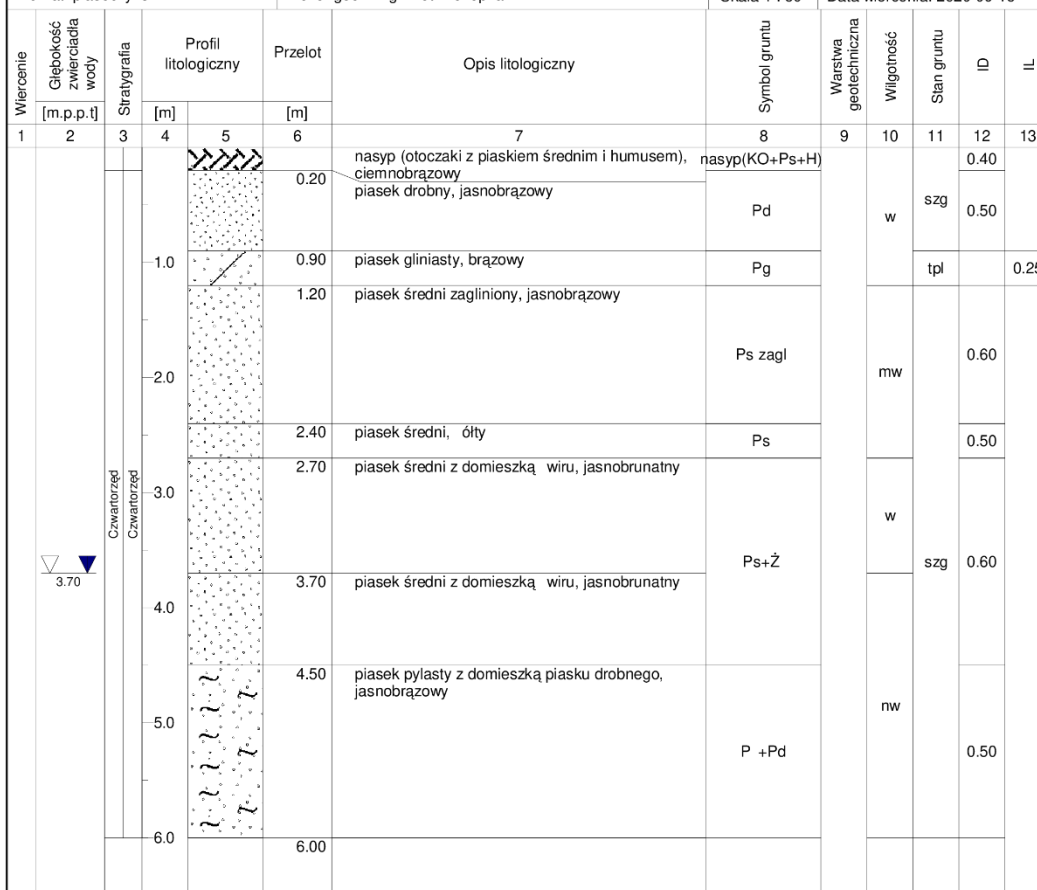 Wiercenie
Głębokość zwierciadła wody
[m.p.p.t]
Stratygrafia
Profil litologiczny
[m]
Przelot
[m]
Opis litologiczny
Symbol gruntu
Warstwa geotechniczna
Wilgotność
Stan gruntu
ID
IL
1 2 3 4 5 6 7 8 9 10 11 12 13
nasyp (otoczaki z piaskiem średnim i humusem), nasyp(KO+Ps+H) 0.40
ciemnobrązowy
0.20 piasek drobny, jasnobrązowy
Pd w szg 0.50
1.0 0.90 piasek gliniasty, brązowy Pg tpl 0.25
1.20 piasek średni zagliniony, jasnobrązowy
Ps zagl 0.60
2.0 mw
2.40 piasek średni, ółty Ps 0.50
2.70 piasek średni z domieszką wiru, jasnobrunatny
Czwartorzęd
Czwartorzęd
3.0
w
Ps+Ż szg 0.60
3.70
3.70 piasek średni z domieszką wiru, jasnobrunatny
4.0
4.50 piasek pylasty z domieszką piasku drobnego,
jasnobrązowy
nw
5.0
P +Pd 0.50
6.0
6.00